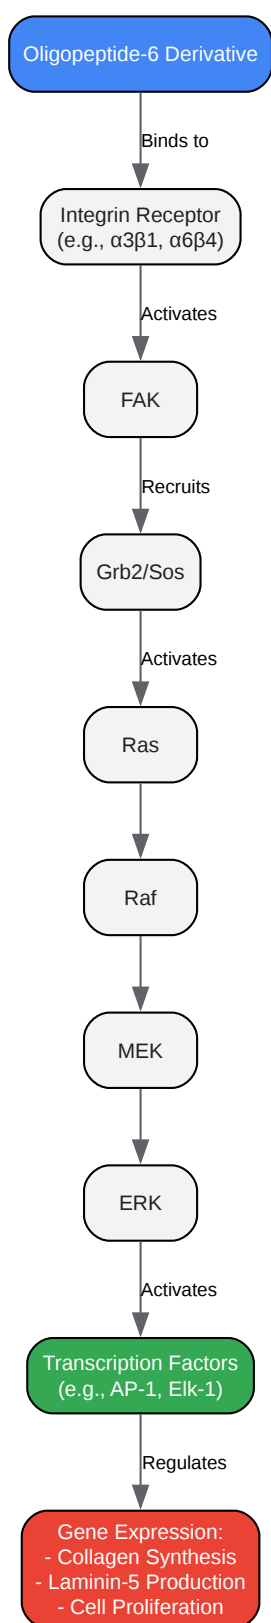 Oligopeptide-6 Derivative
Binds to
Integrin Receptor
(e.g., α3β1, α6β4)
Activates
FAK
Recruits
Grb2/Sos
Activates
Ras
Raf
MEK
ERK
Activates
Transcription Factors
(e.g., AP-1, Elk-1)
Regulates
Gene Expression:
- Collagen Synthesis
- Laminin-5 Production
- Cell Proliferation